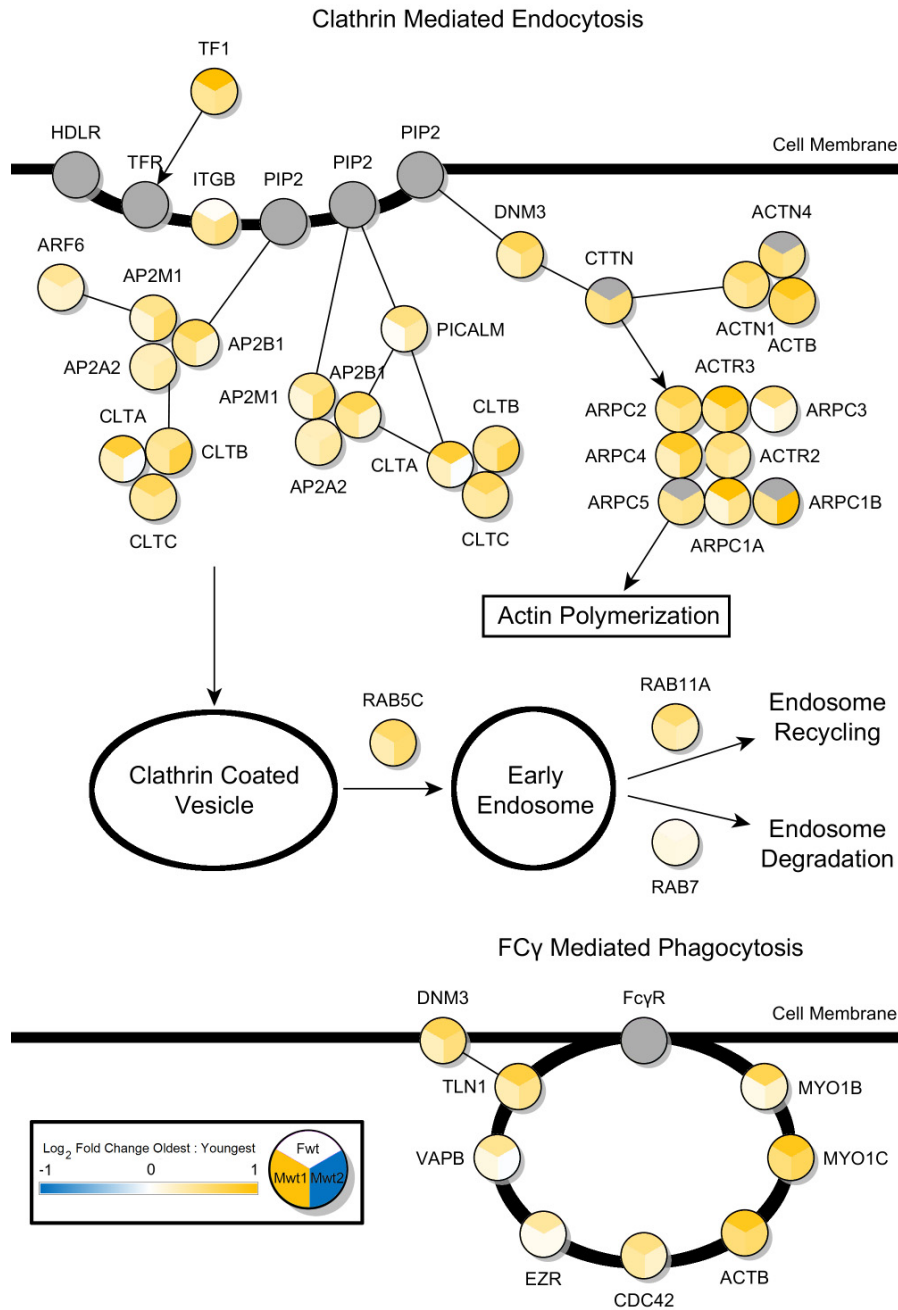 Clathrin Mediated Endocytosis
TF1
HDLR
TFR
ITGB
PIP2
PIP2
PIP2
Cell Membrane
ARF6
AP2M1
AP2B1
AP2A2
CLTA
CLTB
CLTC
DNM3
CTTN
ACTN4
ACTN1
ACTB
PICALM
AP2M1
AP2B1
AP2A2
CLTA
CLTB
CLTC
ACTR3
ARPC2
ARPC3
ARPC4
ACTR2
ARPC5
ARPC1B
ARPC1A
Actin Polymerization
RAB5C
RAB11A
Endosome
Recycling
Clathrin Coated
Vesicle
Early
Endosome
Endosome
Degradation
RAB7
FCγ Mediated Phagocytosis
DNM3
FcγR
Cell Membrane
TLN1
MYO1B
VAPB
MYO1C
EZR
CDC42
ACTB
Log2 Fold Change Oldest : Youngest
-1 0 1
Fwt
Mwt1 Mwt2